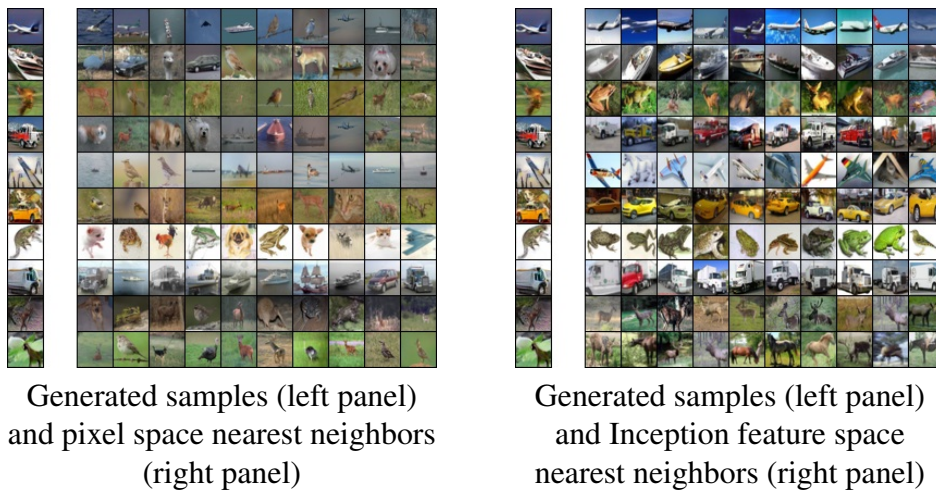 Generated samples (left panel)
and pixel space nearest neighbors
(right panel)
Generated samples (left panel)
and Inception feature space
nearest neighbors (right panel)